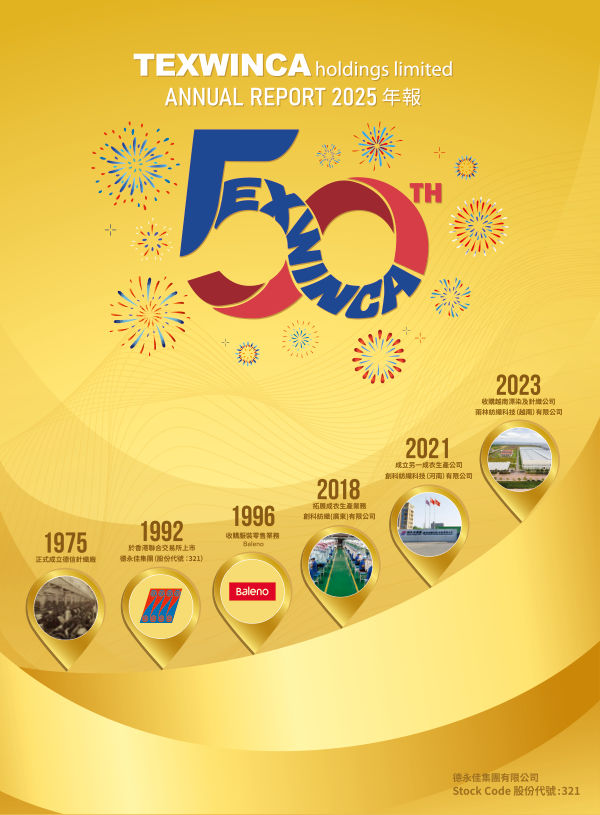 TEXWINCA holdings limited
ANNUAL REPORT 2025 年報
50TH
TEXWINCA
2023
收購越南漂染及針織公司
南林紡織科技（越南）有限公司
2021
成立另一成衣生產公司
創科紡織科技（河南）有限公司
2018
拓展成衣生產業務
創科紡織(廣東)有限公司
1996
收購服裝零售業務
Baleno
1992
於香港聯合交易所上市
德永佳集團（股份代號：321）
1975
正式成立德信針織廠
Baleno
德永佳集團有限公司
Stock Code 股份代號：321